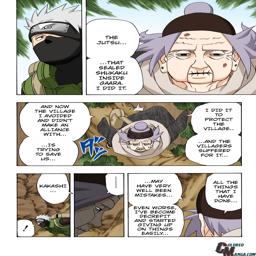 THE
JUTSU...
...THAT
SEALED
SHUKAKU
INSIDE
GAARA.
I DID IT.
I DID IT
TO
PROTECT
THE
VILLAGE...
...AND THE
VILLAGERS
SUFFERED
FOR IT...
AND NOW
THE VILLAGE
I AVOIDED
AND DIDN'T
MAKE AN
ALLIANCE
WITH...
...IS
TRYING
TO SAVE
US...
ALL THE
THINGS
THAT I
HAVE
DONE...
...MAY
HAVE VERY
WELL BEEN
MISTAKES...
EVEN WORSE,
I'VE BECOME
DECREPIT
AND STARTED
GIVING UP
ON THINGS
EASILY...
KAKASHI
...!
COLORED
MANGA.COM